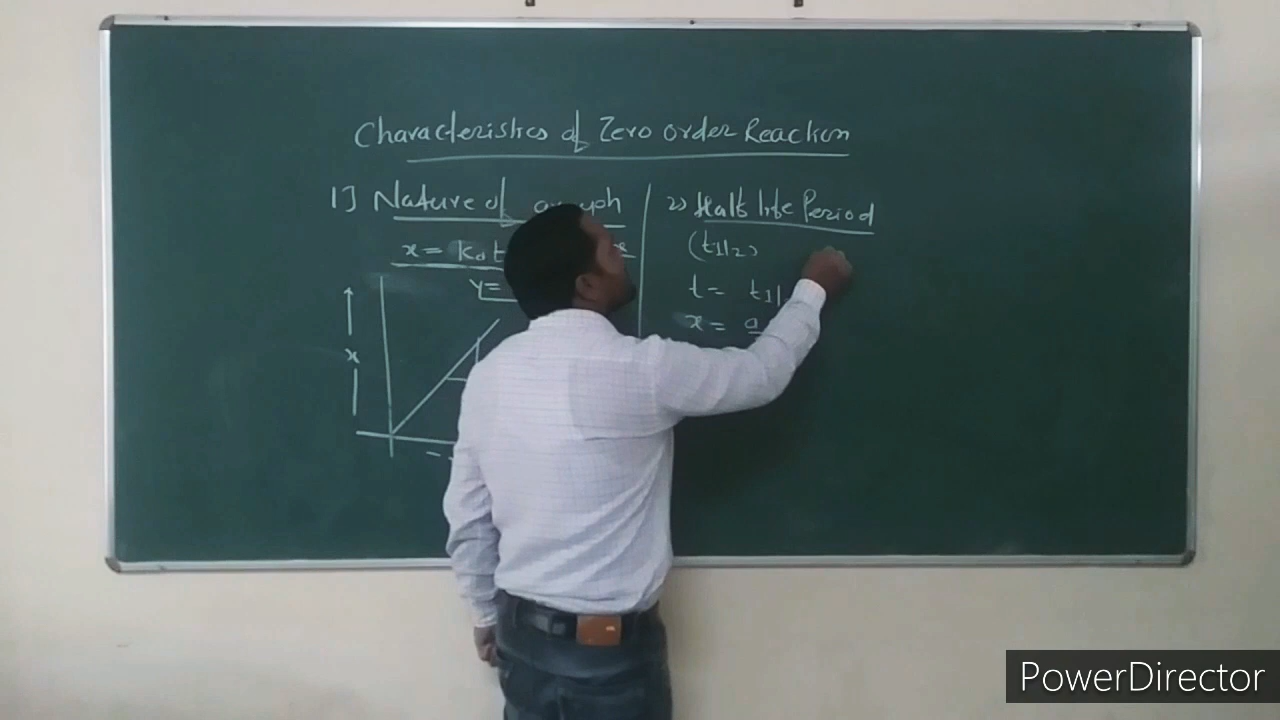 Characteristics of Zero order Reaction
1] Nature of graph
x = K₀t
y =
x
2) Half life Period
(t1/2)
t = t1/
x = a
PowerDirector